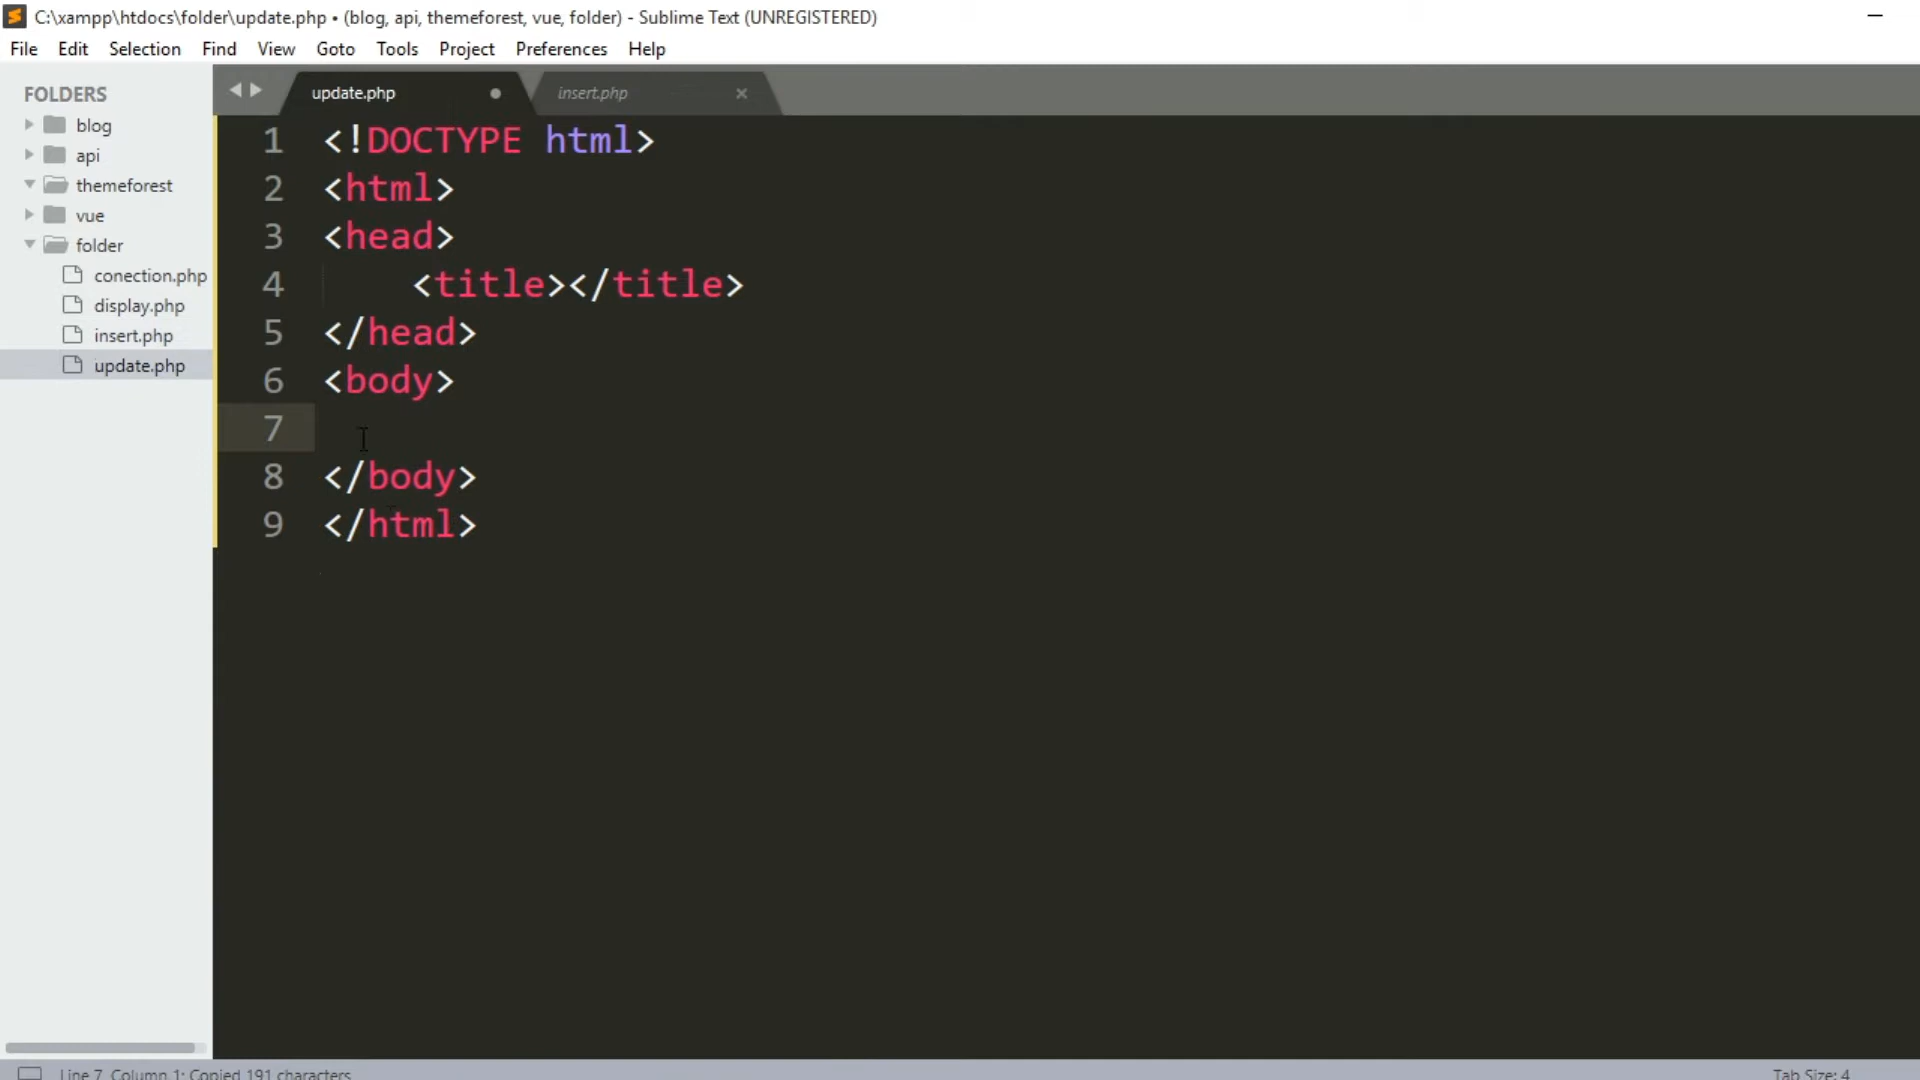 C:\xampp\htdocs\folder\update.php • (blog, api, themeforest, vue, folder) - Sublime Text (UNREGISTERED)
File Edit Selection Find View Goto Tools Project Preferences Help
FOLDERS
blog
api
themeforest
vue
folder
conection.php
display.php
insert.php
update.php
update.php insert.php
1 <!DOCTYPE html>
2 <html>
3 <head>
4 <title></title>
5 </head>
6 <body>
7
8 </body>
9 </html>
Line 7, Column 1; Copied 191 characters Tab Size: 4